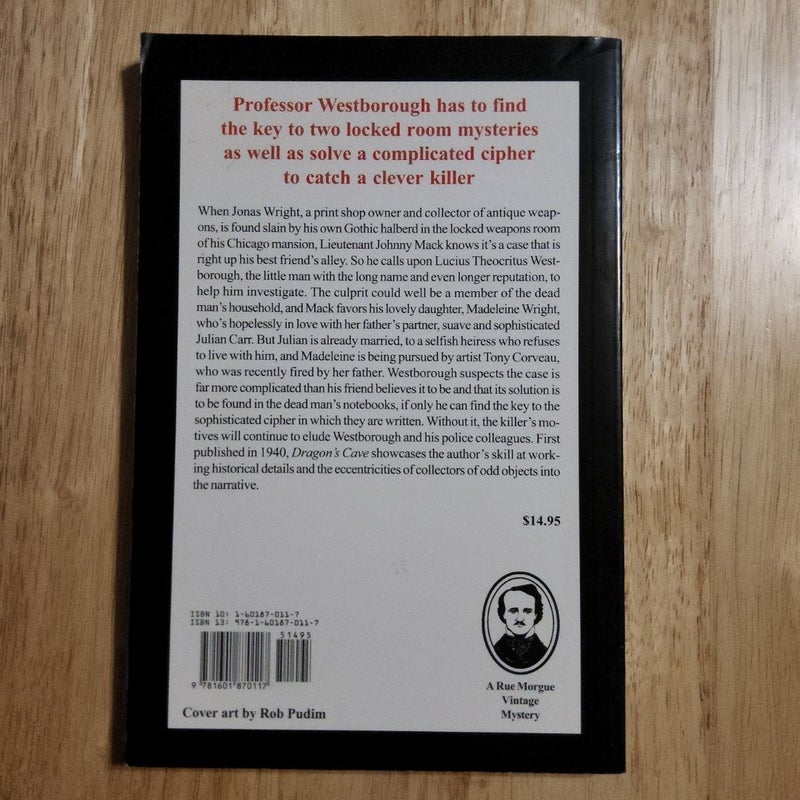 Professor Westborough has to find
the key to two locked room mysteries
as well as solve a complicated cipher
to catch a clever killer
When Jonas Wright, a print shop owner and collector of antique weap-
ons, is found slain by his own Gothic halberd in the locked weapons room
of his Chicago mansion, Lieutenant Johnny Mack knows it's a case that is
right up his best friend's alley. So he calls upon Lucius Theocritus West-
borough, the little man with the long name and even longer reputation, to
help him investigate. The culprit could well be a member of the dead
man's household, and Mack favors his lovely daughter, Madeleine Wright,
who's hopelessly in love with her father's partner, suave and sophisticated
Julian Carr. But Julian is already married, to a selfish heiress who refuses
to live with him, and Madeleine is being pursued by artist Tony Corveau,
who was recently fired by her father. Westborough suspects the case is
far more complicated than his friend believes it to be and that its solution is
to be found in the dead man's notebooks, if only he can find the key to the
sophisticated cipher in which they are written. Without it, the killer's mo-
tives will continue to elude Westborough and his police colleagues. First
published in 1940, Dragon's Cave showcases the author's skill at work-
ing historical details and the eccentricities of collectors of odd objects into
the narrative.
$14.95
ISBN 10: 1-60187-011-7
ISBN 13: 978-1-60187-011-7
51495
9 781601 870117
A Rue Morgue
Vintage
Mystery
Cover art by Rob Pudim